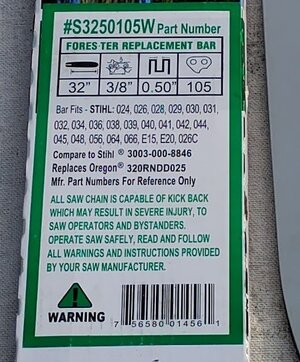 #S3250105W Part Number
FORES·TER REPLACEMENT BAR
32" 3/8" 0.50" 105
Bar Fits - STIHL: 024, 026, 028, 029, 030, 031,
032, 034, 036, 038, 039, 040, 041, 042, 044,
045, 048, 056, 064, 066, E15, E20, 026C
Compare to Stihl ® 3003-000-8846
Replaces Oregon® 320RNDD025
Mfr. Part Numbers For Reference Only
ALL SAW CHAIN IS CAPABLE OF KICK BACK
WHICH MAY RESULT IN SEVERE INJURY, TO
SAW OPERATORS AND BYSTANDERS.
OPERATE SAW SAFELY, READ AND FOLLOW
ALL WARNINGS AND INSTRUCTIONS PROVIDED
BY YOUR SAW MANUFACTURER.
WARNING
7 56580 01456 1